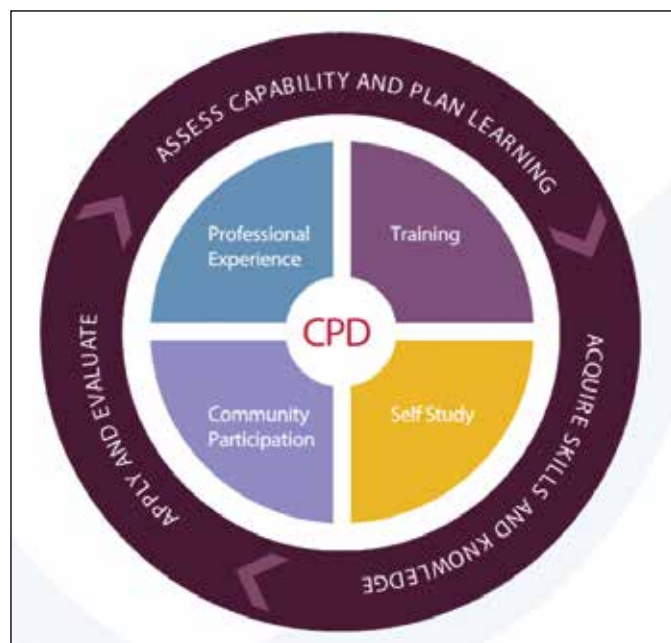 ASSESS CAPABILITY AND PLAN LEARNING
Professional
Experience
Training
CPD
Community
Participation
Self Study
ACQUIRE SKILLS AND KNOWLEDGE
APPLY AND EVALUATE